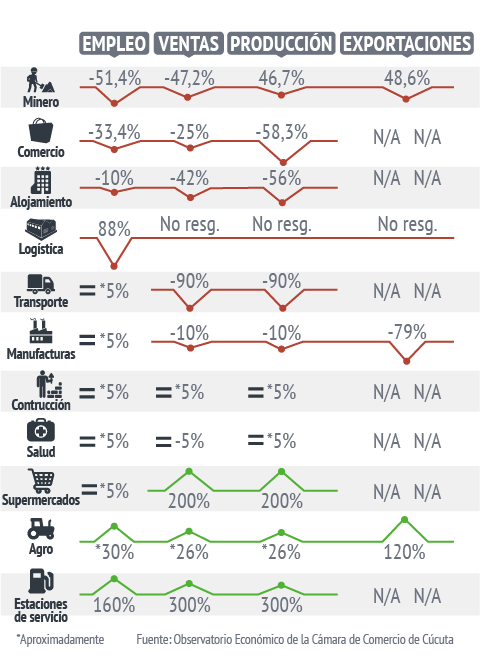 EMPLEO VENTAS PRODUCCIÓN EXPORTACIONES
-51,4% -47,2% 46,7% 48,6%
Minero
-33,4% -25% -58,3% N/A N/A
Comercio
-10% -42% -56% N/A N/A
Alojamiento
88% No resg. No resg. No resg.
Logística
= *5% -90% -90% N/A N/A
Transporte
= *5% -10% -10% -79%
Manufacturas
= *5% = *5% = *5% N/A N/A
Contrucción
= *5% = -5% = *5% N/A N/A
Salud
= *5% 200% 200% N/A N/A
Supermercados
*30% *26% *26% 120%
Agro
160% 300% 300% N/A N/A
Estaciones
de servicio
*Aproximadamente Fuente: Observatorio Económico de la Cámara de Comercio de Cúcuta